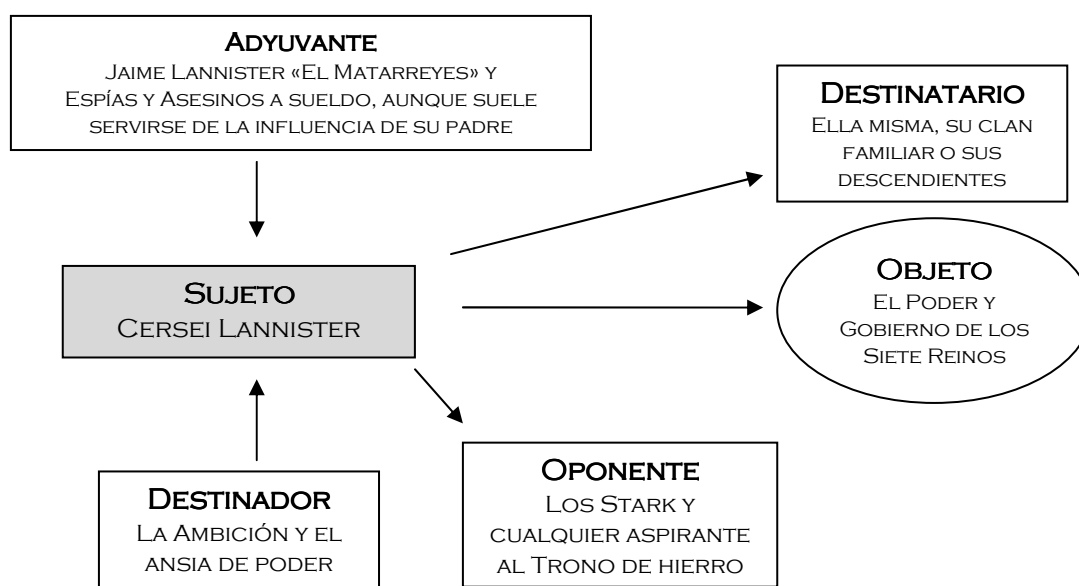 ADYUVANTE
JAIME LANNISTER «EL MATARREYES» Y
ESPÍAS Y ASESINOS A SUELDO, AUNQUE SUELE
SERVIRSE DE LA INFLUENCIA DE SU PADRE
DESTINATARIO
ELLA MISMA, SU CLAN
FAMILIAR O SUS
DESCENDIENTES
SUJETO
CERSEI LANNISTER
OBJETO
EL PODER Y
GOBIERNO DE LOS
SIETE REINOS
DESTINADOR
LA AMBICIÓN Y EL
ANSIA DE PODER
OPONENTE
LOS STARK Y
CUALQUIER ASPIRANTE
AL TRONO DE HIERRO